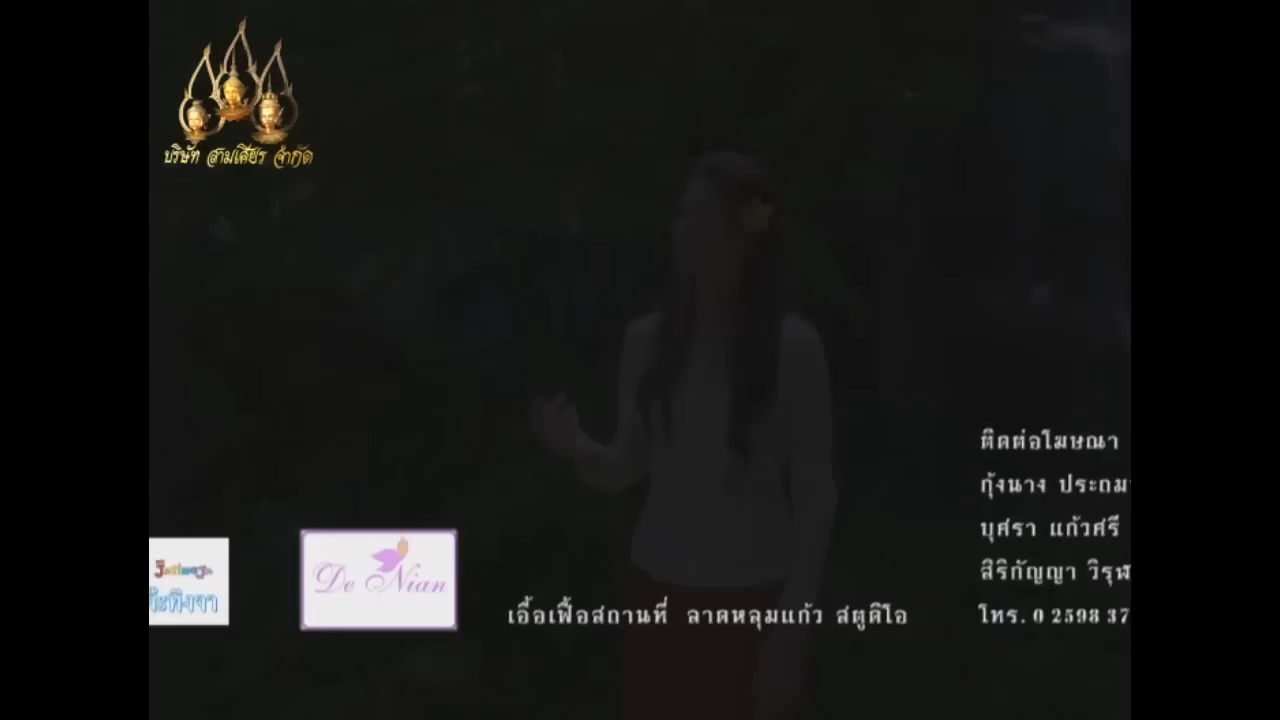 บริษัท สามเศียร จำกัด
ติดต่อโฆษณา
กุ้งนาง ประถม
บุศรา แก้วศรี
สิริกัญญา วิรุฬ
De Nian
เอื้อเฟื้อสถานที่ ลาดหลุมแก้ว สตูดิโอ
โทร. 0 2598 37